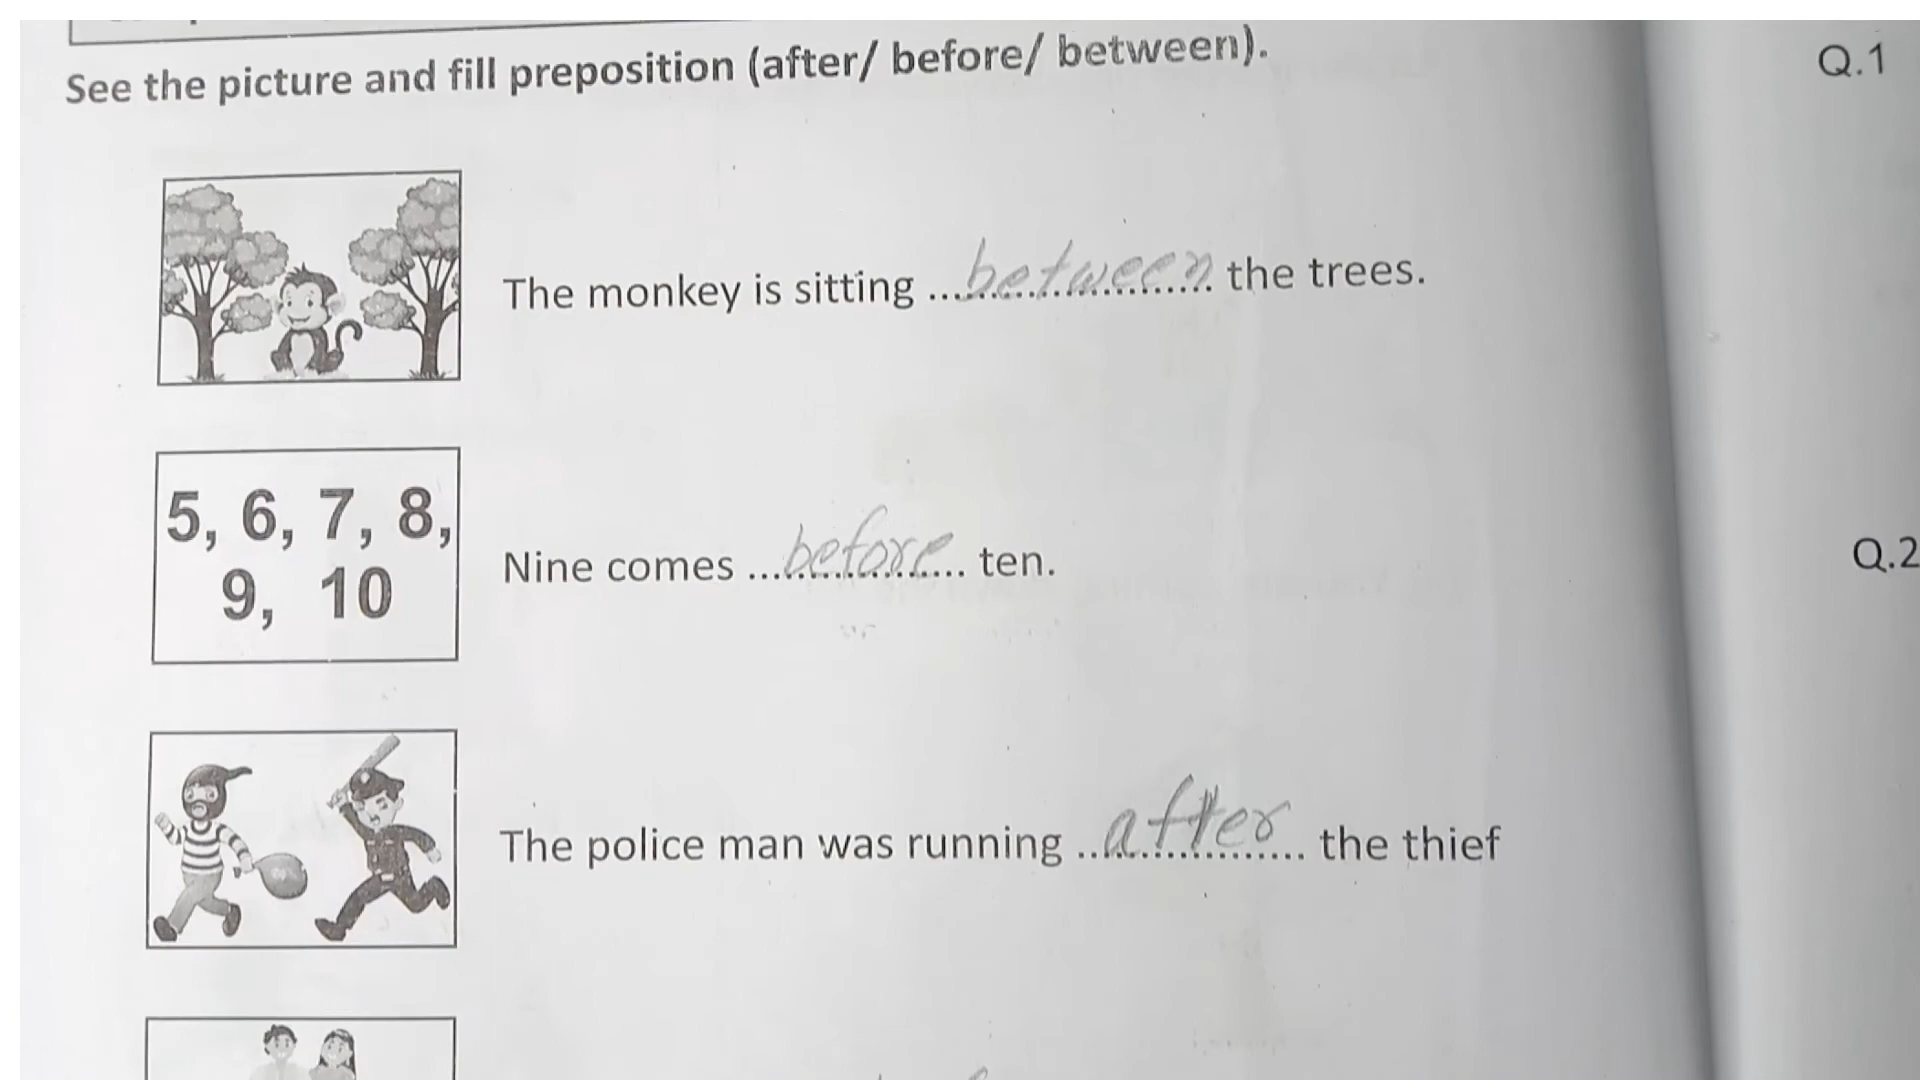 See the picture and fill preposition (after/ before/ between).
Q.1
The monkey is sitting ........between........ the trees.
5, 6, 7, 8,
9, 10
Nine comes ........before........ ten.
Q.2
The police man was running ........after........ the thief